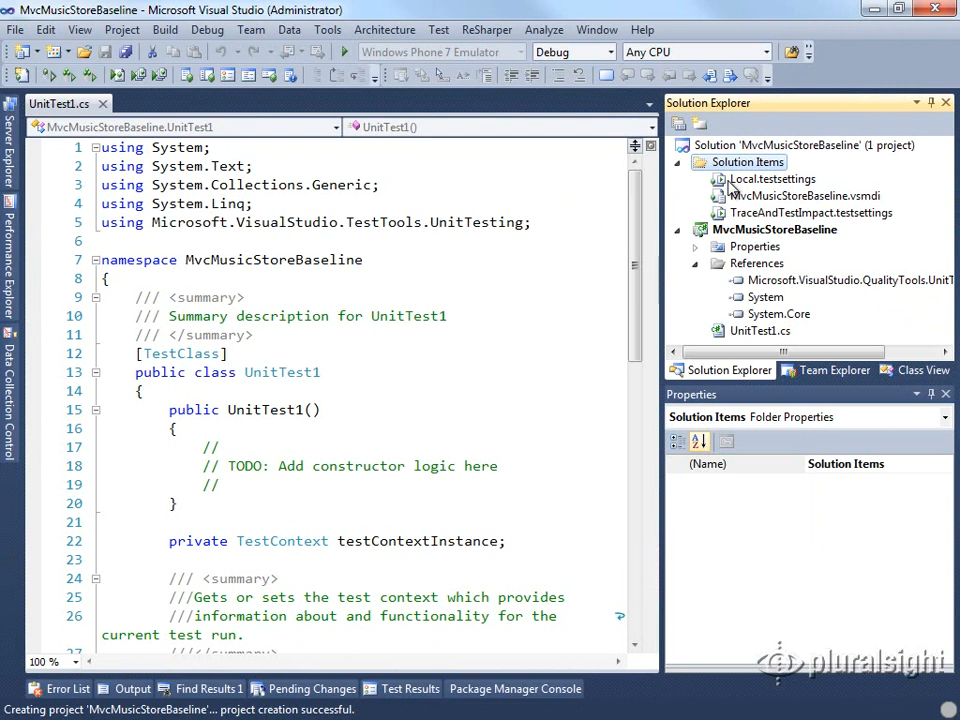 MvcMusicStoreBaseline - Microsoft Visual Studio (Administrator)
File Edit View Project Build Debug Team Data Tools Architecture Test ReSharper Analyze Window Help
Windows Phone 7 Emulator Debug Any CPU
UnitTest1.cs
MvcMusicStoreBaseline.UnitTest1 UnitTest1()
1 using System;
2 using System.Text;
3 using System.Collections.Generic;
4 using System.Linq;
5 using Microsoft.VisualStudio.TestTools.UnitTesting;
6
7 namespace MvcMusicStoreBaseline
8 {
9 /// <summary>
10 /// Summary description for UnitTest1
11 /// </summary>
12 [TestClass]
13 public class UnitTest1
14 {
15 public UnitTest1()
16 {
17 //
18 // TODO: Add constructor logic here
19 //
20 }
21
22 private TestContext testContextInstance;
23
24 /// <summary>
25 ///Gets or sets the test context which provides
26 ///information about and functionality for the
current test run.
27 ///</summary>
100 %
Server Explorer
Performance Explorer
Data Collection Control
Solution Explorer
Solution 'MvcMusicStoreBaseline' (1 project)
Solution Items
Local.testsettings
MvcMusicStoreBaseline.vsmdi
TraceAndTestImpact.testsettings
MvcMusicStoreBaseline
Properties
References
Microsoft.VisualStudio.QualityTools.UnitT
System
System.Core
UnitTest1.cs
Solution Explorer Team Explorer Class View
Properties
Solution Items Folder Properties
(Name) Solution Items
pluralsight
Error List Output Find Results 1 Pending Changes Test Results Package Manager Console
Creating project 'MvcMusicStoreBaseline'... project creation successful.